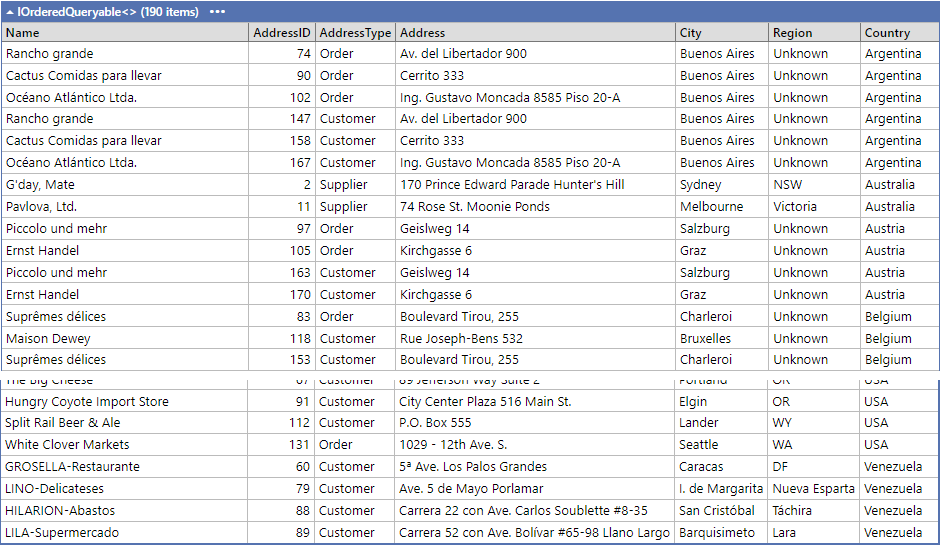 IOrderedQueryable<> (190 items) •••
Name AddressID AddressType Address City Region Country
Rancho grande 74 Order Av. del Libertador 900 Buenos Aires Unknown Argentina
Cactus Comidas para llevar 90 Order Cerrito 333 Buenos Aires Unknown Argentina
Océano Atlántico Ltda. 102 Order Ing. Gustavo Moncada 8585 Piso 20-A Buenos Aires Unknown Argentina
Rancho grande 147 Customer Av. del Libertador 900 Buenos Aires Unknown Argentina
Cactus Comidas para llevar 158 Customer Cerrito 333 Buenos Aires Unknown Argentina
Océano Atlántico Ltda. 167 Customer Ing. Gustavo Moncada 8585 Piso 20-A Buenos Aires Unknown Argentina
G'day, Mate 2 Supplier 170 Prince Edward Parade Hunter's Hill Sydney NSW Australia
Pavlova, Ltd. 11 Supplier 74 Rose St. Moonie Ponds Melbourne Victoria Australia
Piccolo und mehr 97 Order Geislweg 14 Salzburg Unknown Austria
Ernst Handel 105 Order Kirchgasse 6 Graz Unknown Austria
Piccolo und mehr 163 Customer Geislweg 14 Salzburg Unknown Austria
Ernst Handel 170 Customer Kirchgasse 6 Graz Unknown Austria
Suprêmes délices 83 Order Boulevard Tirou, 255 Charleroi Unknown Belgium
Maison Dewey 118 Customer Rue Joseph-Bens 532 Bruxelles Unknown Belgium
Suprêmes délices 153 Customer Boulevard Tirou, 255 Charleroi Unknown Belgium
The Big Cheese 67 Customer 89 Jefferson Way Suite 2 Portland OR USA
Hungry Coyote Import Store 91 Customer City Center Plaza 516 Main St. Elgin OR USA
Split Rail Beer & Ale 112 Customer P.O. Box 555 Lander WY USA
White Clover Markets 131 Order 1029 - 12th Ave. S. Seattle WA USA
GROSELLA-Restaurante 60 Customer 5ª Ave. Los Palos Grandes Caracas DF Venezuela
LINO-Delicateses 79 Customer Ave. 5 de Mayo Porlamar I. de Margarita Nueva Esparta Venezuela
HILARION-Abastos 88 Customer Carrera 22 con Ave. Carlos Soublette #8-35 San Cristóbal Táchira Venezuela
LILA-Supermercado 89 Customer Carrera 52 con Ave. Bolívar #65-98 Llano Largo Barquisimeto Lara Venezuela